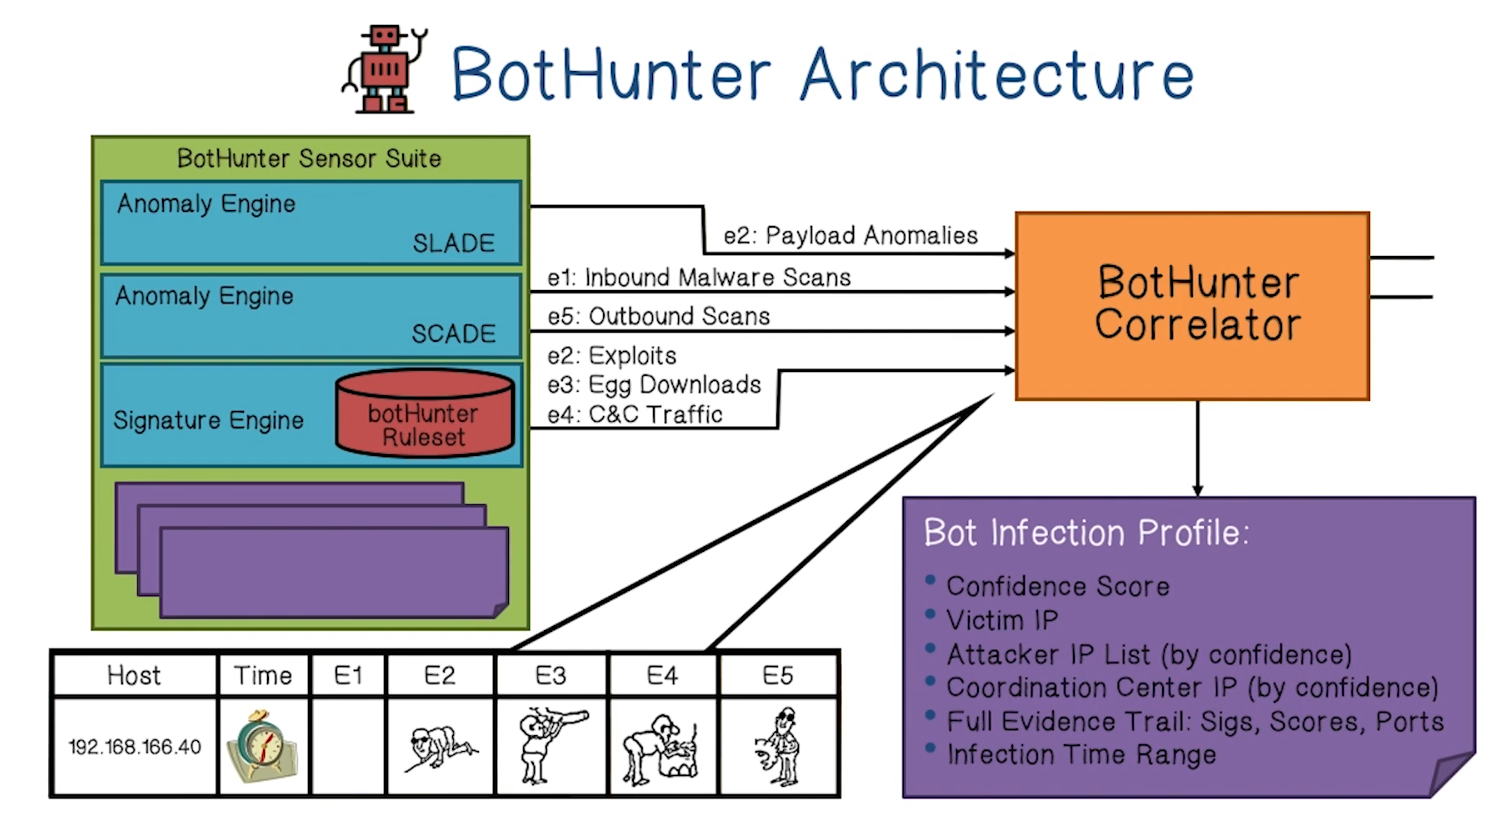 BotHunter Architecture
BotHunter Sensor Suite
Anomaly Engine
SLADE
Anomaly Engine
SCADE
Signature Engine
botHunter
Ruleset
e2: Payload Anomalies
e1: Inbound Malware Scans
e5: Outbound Scans
e2: Exploits
e3: Egg Downloads
e4: C&C Traffic
BotHunter
Correlator
Bot Infection Profile:
• Confidence Score
• Victim IP
• Attacker IP List (by confidence)
• Coordination Center IP (by confidence)
• Full Evidence Trail: Sigs, Scores, Ports
• Infection Time Range
Host Time E1 E2 E3 E4 E5
192.168.166.40